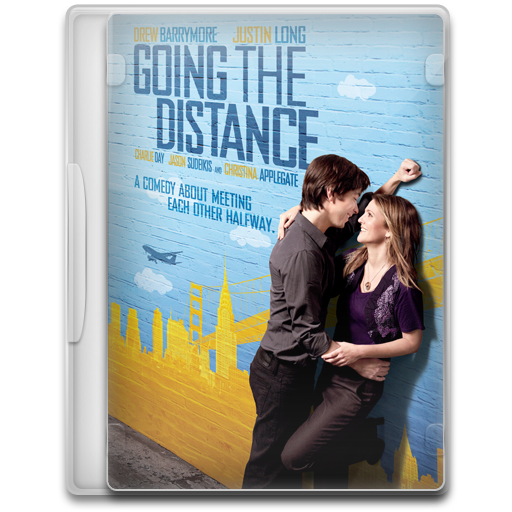 DREW BARRYMORE JUSTIN LONG
GOING THE
DISTANCE
CHARLIE DAY JASON SUDEIKIS AND CHRISTINA APPLEGATE
A COMEDY ABOUT MEETING
EACH OTHER HALFWAY.